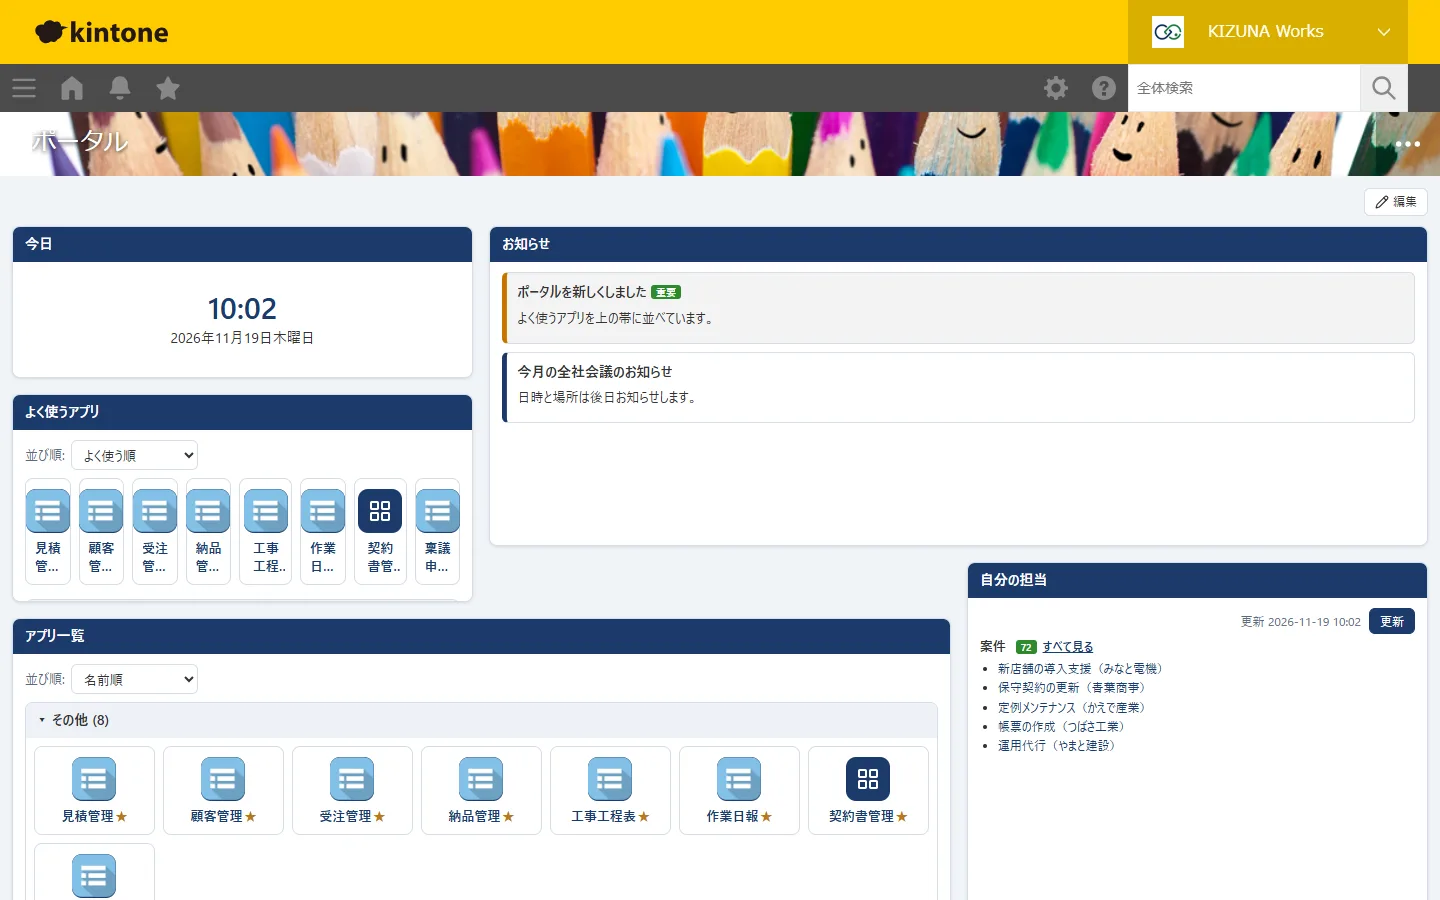 kintone
KIZUNA Works
全体検索
ポータル
編集
今日
10:02
2026年11月19日木曜日
お知らせ
ポータルを新しくしました 重要
よく使うアプリを上の帯に並べています。
今月の全社会議のお知らせ
日時と場所は後日お知らせします。
よく使うアプリ
並び順: よく使う順
見積管... 顧客管... 受注管... 納品管... 工事工程.. 作業日... 契約書管.. 稟議申...
アプリ一覧
並び順: 名前順
その他 (8)
見積管理★ 顧客管理★ 受注管理★ 納品管理★ 工事工程表★ 作業日報★ 契約書管理★
自分の担当
更新 2026-11-19 10:02 更新
案件 72 すべて見る
新店舗の導入支援（みなと電機）
保守契約の更新（青葉商事）
定例メンテナンス（かえで産業）
帳票の作成（つばさ工業）
運用代行（やまと建設）